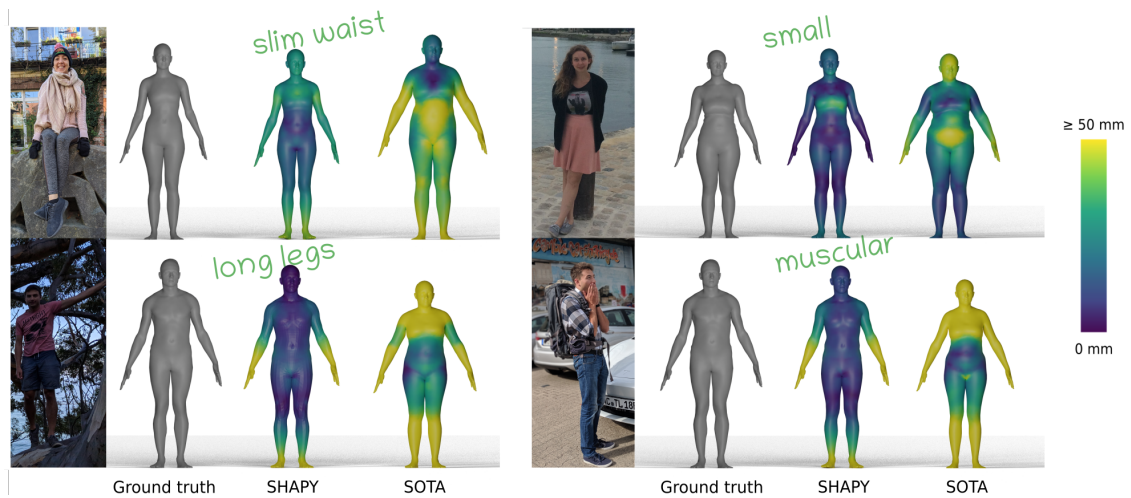 slim waist
small
≥ 50 mm
long legs
muscular
0 mm
Ground truth SHAPY SOTA
Ground truth SHAPY SOTA